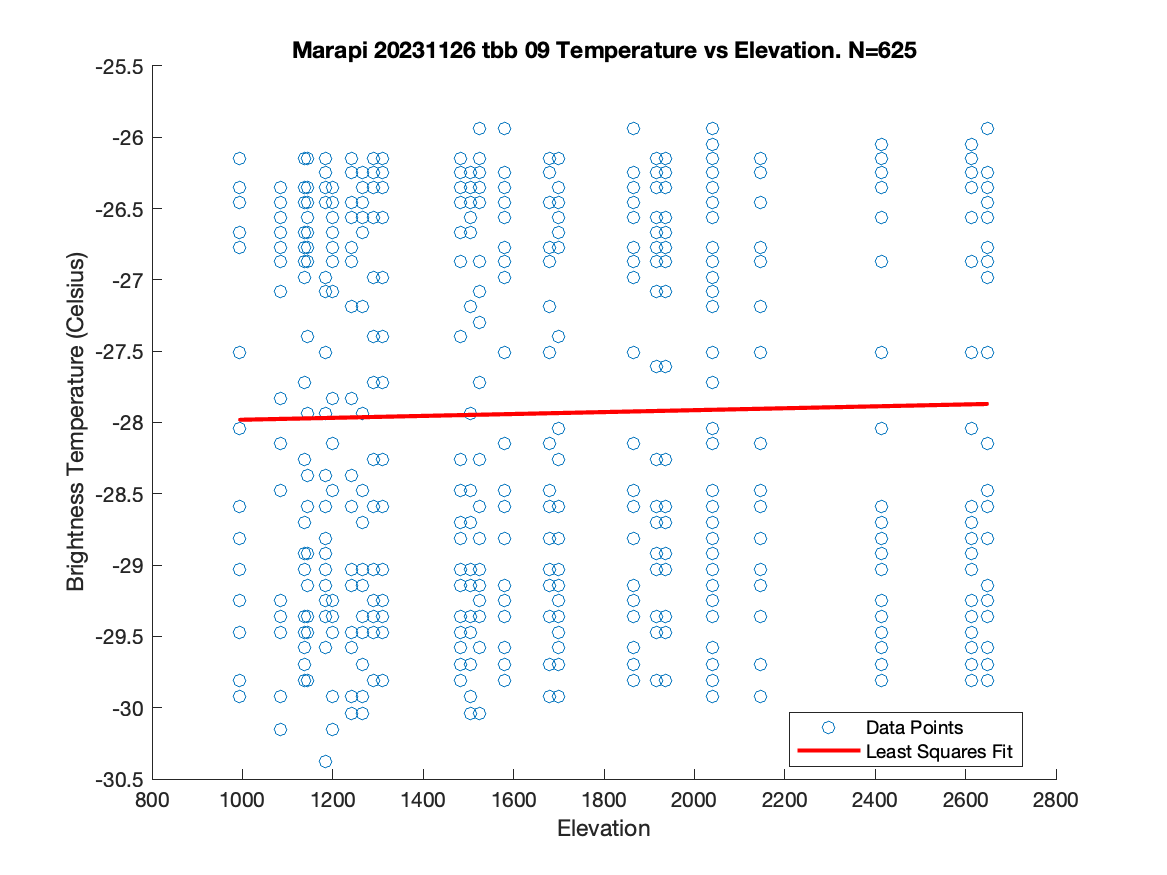 Marapi 20231126 tbb 09 Temperature vs Elevation. N=625
-25.5
-26
-26.5
-27
-27.5
-28
-28.5
-29
-29.5
-30
-30.5
Brightness Temperature (Celsius)
Data Points
Least Squares Fit
800 1000 1200 1400 1600 1800 2000 2200 2400 2600 2800
Elevation